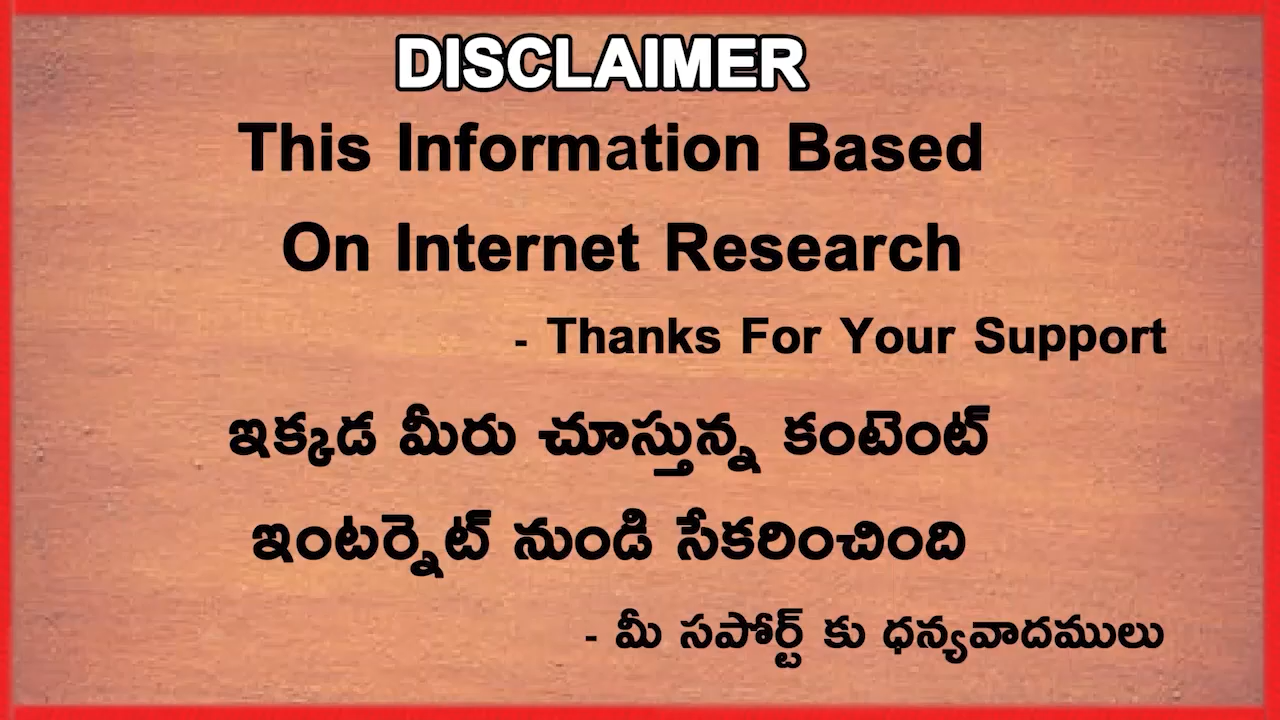 DISCLAIMER
This Information Based
On Internet Research
- Thanks For Your Support
ఇక్కడ మీరు చూస్తున్న కంటెంట్
ఇంటర్నెట్ నుండి సేకరించింది
- మీ సపోర్ట్ కు ధన్యవాదములు